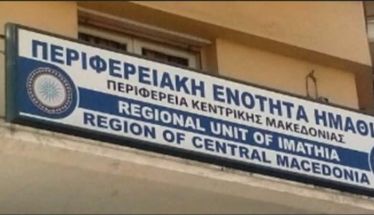 ΠΕΡΙΦΕΡΕΙΑΚΗ ΕΝΟΤΗΤΑ ΗΜΑΘΙ
ΠΕΡΙΦΕΡΕΙΑ ΚΕΝΤΡΙΚΗΣ ΜΑΚΕΔΟΝΙΑΣ
REGIONAL UNIT OF IMATHIA
REGION OF CENTRAL MACEDONIA